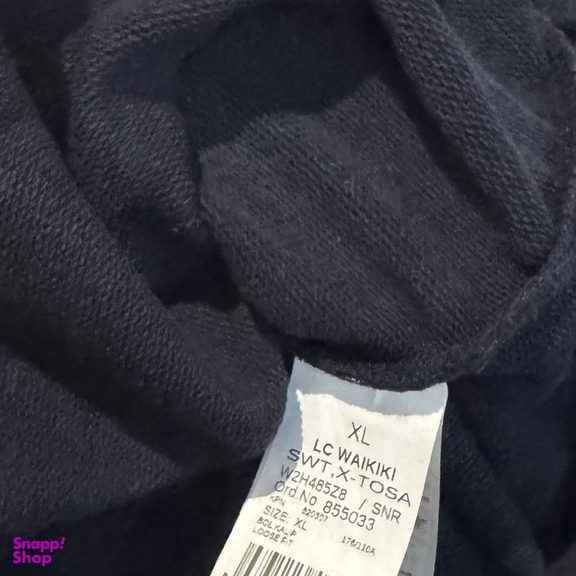 XL
LC WAIKIKI
SWT.X-TOSA
W2H485Z8 / SNR
Ord.No 855033
KPN
SIZE: XL 176/110A
BOL KALIP
LOOSE FIT
Snapp!
Shop